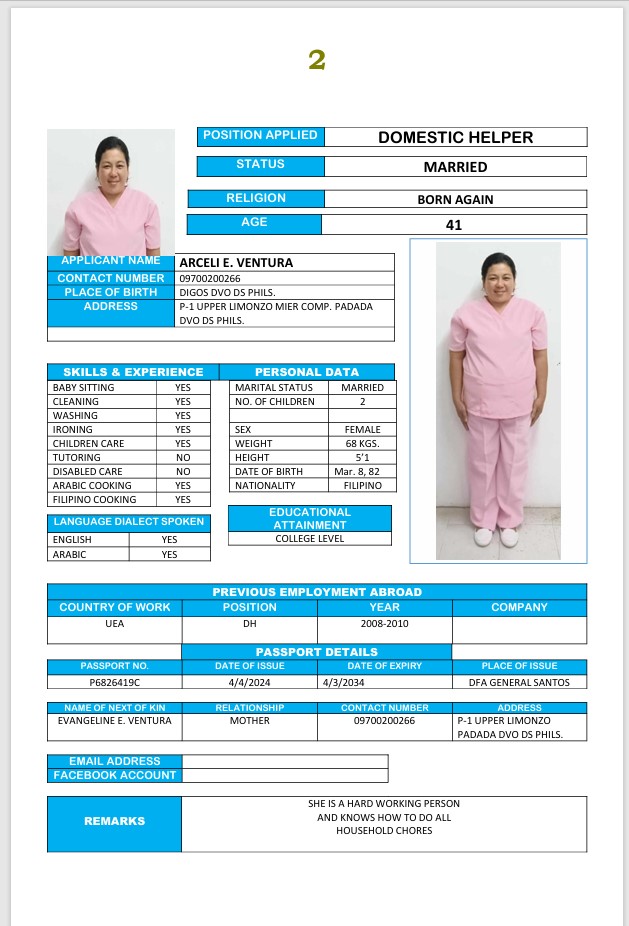 2
POSITION APPLIED DOMESTIC HELPER
STATUS MARRIED
RELIGION BORN AGAIN
AGE 41
APPLICANT NAME ARCELI E. VENTURA
CONTACT NUMBER 09700200266
PLACE OF BIRTH DIGOS DVO DS PHILS.
ADDRESS P-1 UPPER LIMONZO MIER COMP. PADADA
DVO DS PHILS.
SKILLS & EXPERIENCE PERSONAL DATA
BABY SITTING YES MARITAL STATUS MARRIED
CLEANING YES NO. OF CHILDREN 2
WASHING YES
IRONING YES SEX FEMALE
CHILDREN CARE YES WEIGHT 68 KGS.
TUTORING NO HEIGHT 5'1
DISABLED CARE NO DATE OF BIRTH Mar. 8, 82
ARABIC COOKING YES NATIONALITY FILIPINO
FILIPINO COOKING YES
LANGUAGE DIALECT SPOKEN
ENGLISH YES
ARABIC YES
EDUCATIONAL
ATTAINMENT
COLLEGE LEVEL
PREVIOUS EMPLOYMENT ABROAD
COUNTRY OF WORK POSITION YEAR COMPANY
UEA DH 2008-2010
PASSPORT DETAILS
PASSPORT NO. DATE OF ISSUE DATE OF EXPIRY PLACE OF ISSUE
P6826419C 4/4/2024 4/3/2034 DFA GENERAL SANTOS
NAME OF NEXT OF KIN RELATIONSHIP CONTACT NUMBER ADDRESS
EVANGELINE E. VENTURA MOTHER 09700200266 P-1 UPPER LIMONZO
PADADA DVO DS PHILS.
EMAIL ADDRESS
FACEBOOK ACCOUNT
REMARKS
SHE IS A HARD WORKING PERSON
AND KNOWS HOW TO DO ALL
HOUSEHOLD CHORES